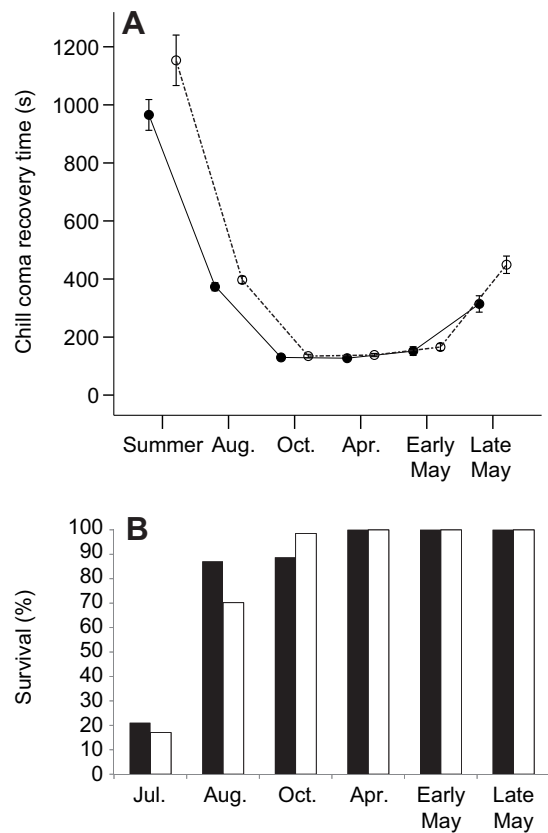 A
Chill coma recovery time (s)
1200
1000
800
600
400
200
0
Summer Aug. Oct. Apr. Early Late
May May
B
Survival (%)
100
90
80
70
60
50
40
30
20
10
0
Jul. Aug. Oct. Apr. Early Late
May May